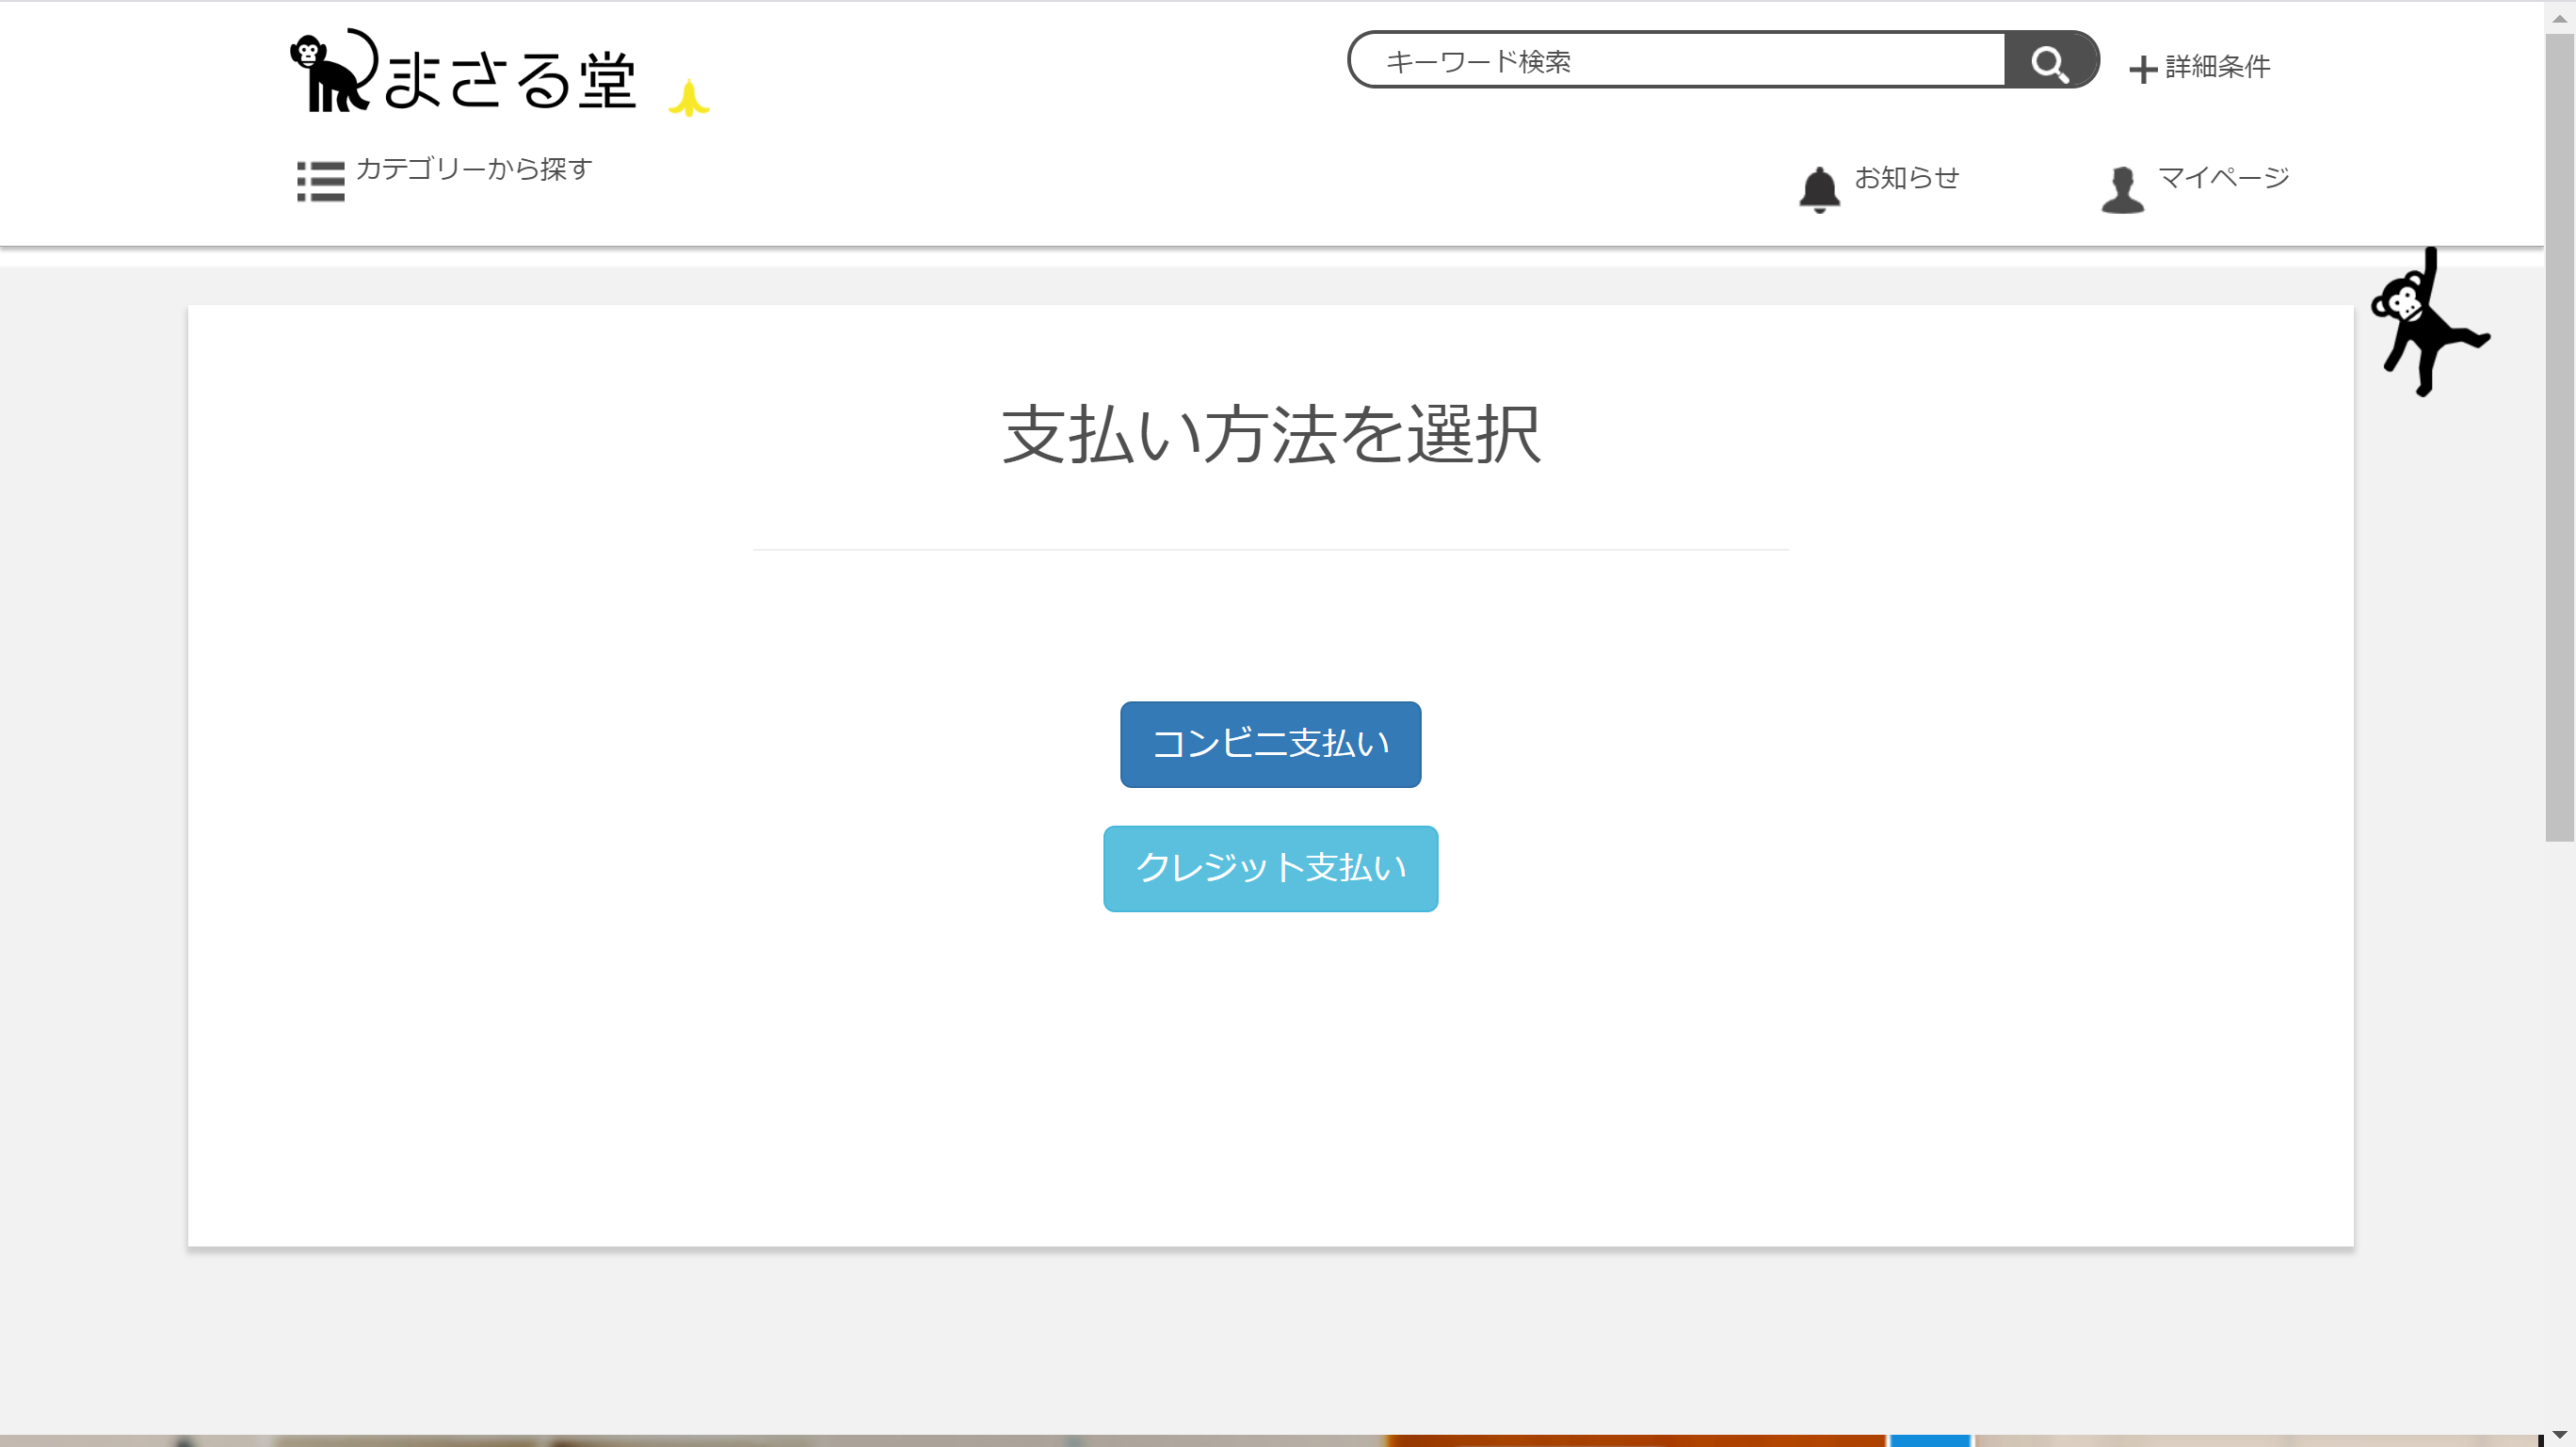 まさる堂
キーワード検索
詳細条件
カテゴリーから探す
お知らせ
マイページ
支払い方法を選択
コンビニ支払い
クレジット支払い